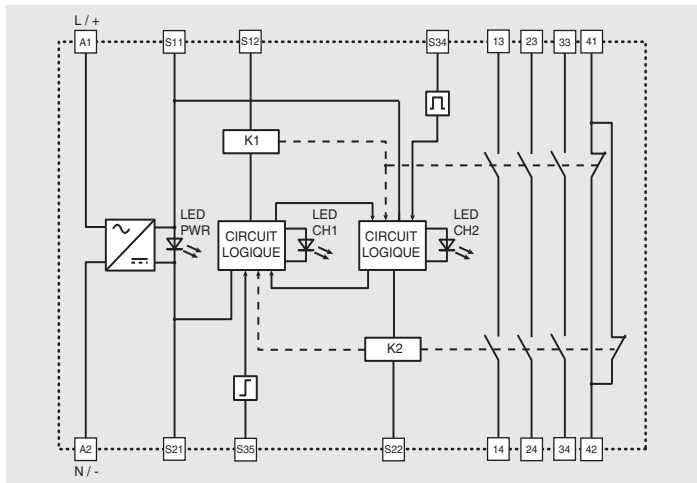 L / +
A1 S11 S12 S34 13 23 33 41
K1
LED
PWR
CIRCUIT
LOGIQUE
LED
CH1
CIRCUIT
LOGIQUE
LED
CH2
K2
A2 S21 S35 S22 14 24 34 42
N / -